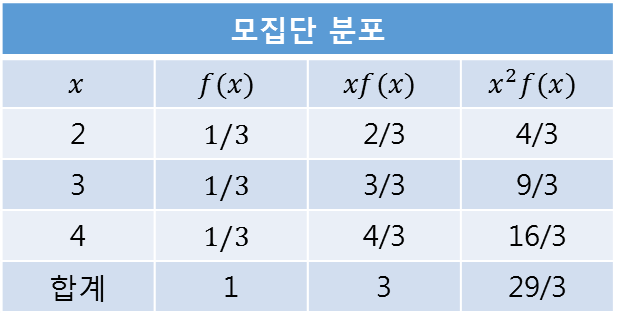 모집단 분포
x f(x) xf(x) x²f(x)
2 1/3 2/3 4/3
3 1/3 3/3 9/3
4 1/3 4/3 16/3
합계 1 3 29/3